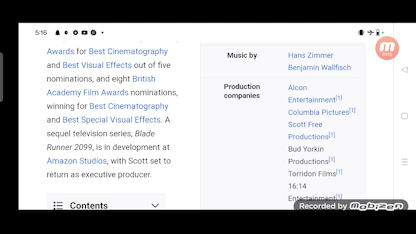 5:16
Awards for Best Cinematography
and Best Visual Effects out of five
nominations, and eight British
Academy Film Awards nominations,
winning for Best Cinematography
and Best Special Visual Effects. A
sequel television series, Blade
Runner 2099, is in development at
Amazon Studios, with Scott set to
return as executive producer.
Contents
Music by
Hans Zimmer
Benjamin Wallfisch
Production
companies
Alcon
Entertainment[1]
Columbia Pictures[1]
Scott Free
Productions[1]
Bud Yorkin
Productions[1]
Torridon Films[1]
16:14
Entertainment[1]
Recorded by Mobizen